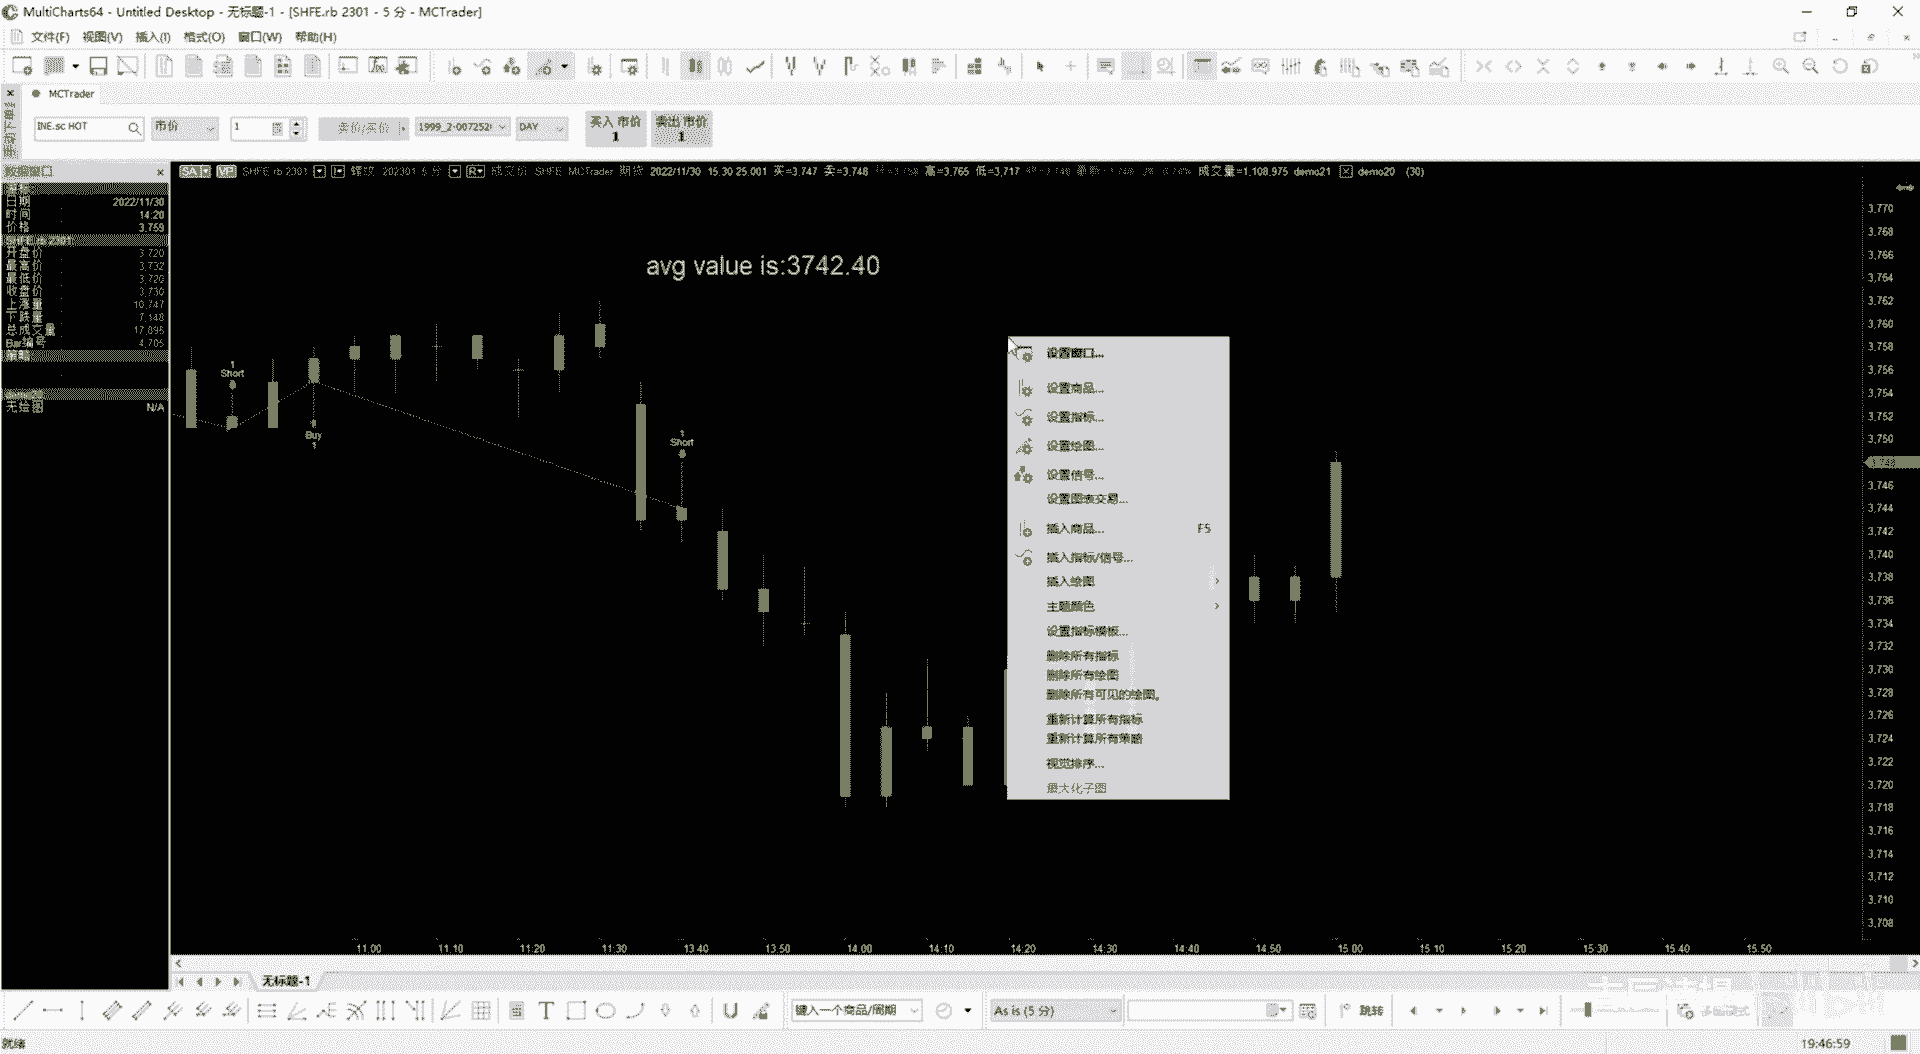 MultiCharts64 - Untitled Desktop - 无标题-1 - [SHFE.rb 2301 - 5 分 - MCTrader]
文件(F) 视图(V) 插入(I) 格式(O) 窗口(W) 帮助(H)
MCTrader
INE.sc HOT 市价 1 卖价/买价 1999_2-007252( DAY 买入 市价 1 卖出 市价 1
SA VP SHFE rb 2301 202301 5 分 R 成交价 SHFE MCTrader 期货 2022/11/30 15:30:25.001 买=3,747 卖=3,748 高=3,765 低=3,717 成交量=1,108,975 demo21 demo20 (30)
日期 2022/11/30
时间 14:20
价格 3,759
SHFE.rb 2301
开盘价 3,720
最高价 3,732
最低价 3,720
收盘价 3,730
上涨量 10,747
下跌量 7,148
总成交量 17,895
Bar编号 4,705
策略
无绘图 N/A
avg value is:3742.40
1
Short
Buy
1
1
Short
设置窗口...
设置商品...
设置指标...
设置绘图...
设置信号...
设置图表交易...
插入商品... F5
插入指标/信号...
插入绘图
主题颜色
设置指标模板...
删除所有指标
删除所有绘图
删除所有可见的绘图。
重新计算所有指标
重新计算所有策略
视觉排序...
最大化子图
3,770
3,768
3,766
3,764
3,762
3,760
3,758
3,756
3,754
3,752
3,750
3,748
3,746
3,744
3,742
3,740
3,738
3,736
3,734
3,732
3,730
3,728
3,726
3,724
3,722
3,720
3,718
3,716
3,714
3,712
3,710
3,708
11:00 11:10 11:20 11:30 13:40 13:50 14:00 14:10 14:20 14:30 14:40 14:50 15:00 15:10 15:20 15:30 15:40 15:50
无标题-1
键入一个商品/周期 As is (5 分) 跳转
就绪 19:46:59